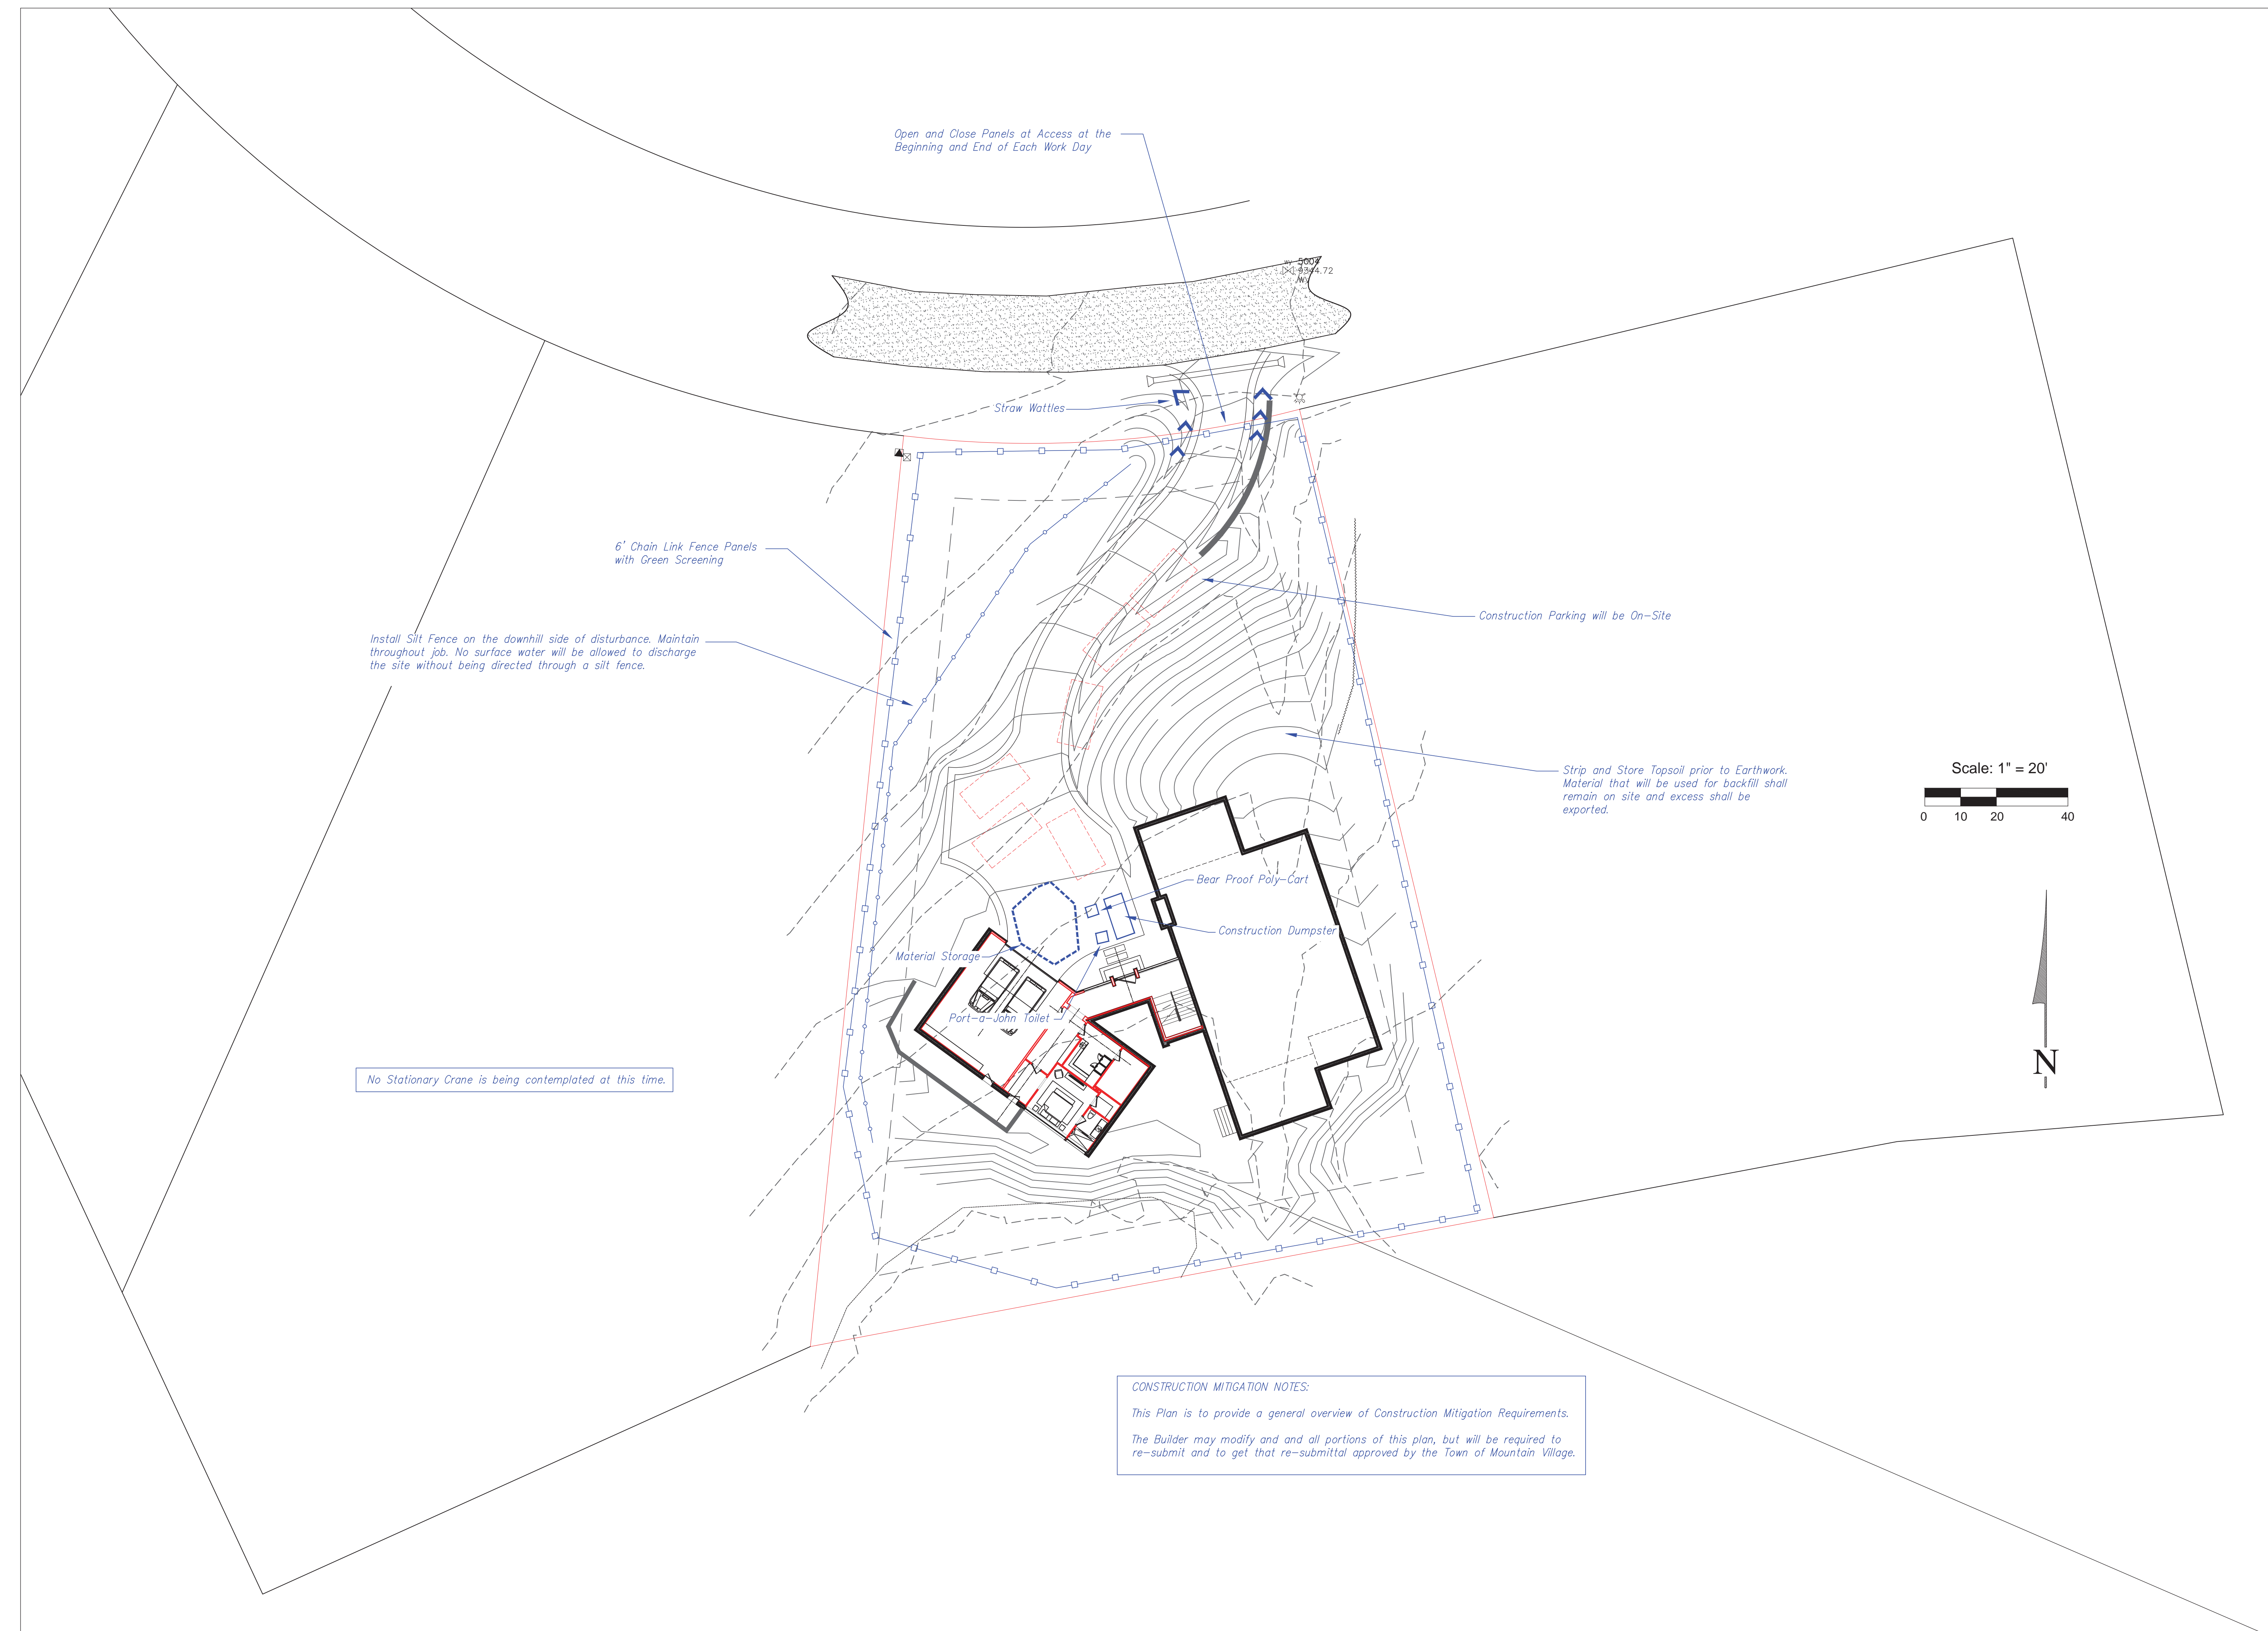 Open and Close Panels at Access at the
Beginning and End of Each Work Day
5004
9344.72
Straw Wattles
6' Chain Link Fence Panels
with Green Screening
Construction Parking will be On-Site
Install Silt Fence on the downhill side of disturbance. Maintain
throughout job. No surface water will be allowed to discharge
the site without being directed through a silt fence.
Strip and Store Topsoil prior to Earthwork.
Material that will be used for backfill shall
remain on site and excess shall be
exported.
Scale: 1" = 20'
0 10 20 40
Bear Proof Poly-Cart
Construction Dumpster
Material Storage
Port-a-John Toilet
N
No Stationary Crane is being contemplated at this time.
CONSTRUCTION MITIGATION NOTES:
This Plan is to provide a general overview of Construction Mitigation Requirements.
The Builder may modify and and all portions of this plan, but will be required to
re-submit and to get that re-submittal approved by the Town of Mountain Village.